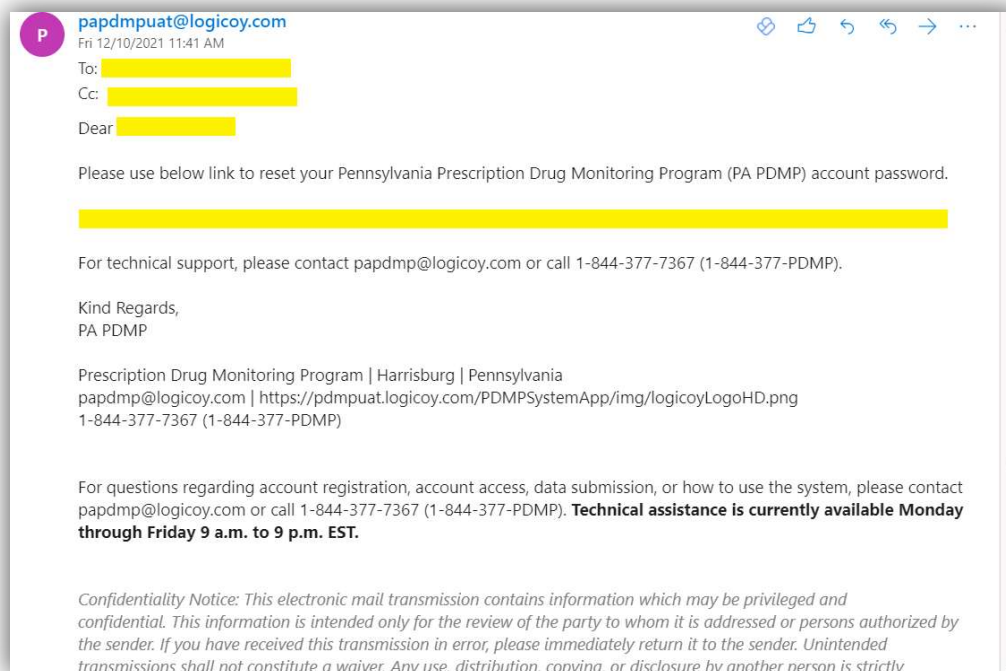 P
papdmpuat@logicoy.com
Fri 12/10/2021 11:41 AM
To:
Cc:
Dear
Please use below link to reset your Pennsylvania Prescription Drug Monitoring Program (PA PDMP) account password.
For technical support, please contact papdmp@logicoy.com or call 1-844-377-7367 (1-844-377-PDMP).
Kind Regards,
PA PDMP
Prescription Drug Monitoring Program | Harrisburg | Pennsylvania
papdmp@logicoy.com | https://pdmpuat.logicoy.com/PDMPSystemApp/img/logicoyLogoHD.png
1-844-377-7367 (1-844-377-PDMP)
For questions regarding account registration, account access, data submission, or how to use the system, please contact
papdmp@logicoy.com or call 1-844-377-7367 (1-844-377-PDMP). Technical assistance is currently available Monday
through Friday 9 a.m. to 9 p.m. EST.
Confidentiality Notice: This electronic mail transmission contains information which may be privileged and
confidential. This information is intended only for the review of the party to whom it is addressed or persons authorized by
the sender. If you have received this transmission in error, please immediately return it to the sender. Unintended
transmissions shall not constitute a waiver. Any use, distribution, copying, or disclosure by another person is strictly